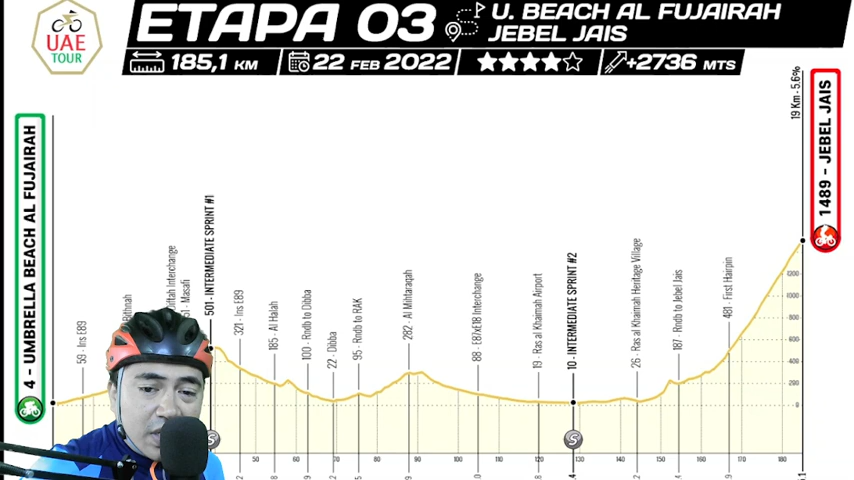 UAE
TOUR
ETAPA 03
U. BEACH AL FUJAIRAH
JEBEL JAIS
185,1 KM
22 FEB 2022
+2736 MTS
4 - UMBRELLA BEACH AL FUJAIRAH
59 - Ins E89
Masafi
501 - INTERMEDIATE SPRINT #1
321 - Ins E89
185 - Al Halah
100 - Rndb to Dibba
22 - Dibba
95 - Rndb to RAK
282 - Al Mihtaraqah
88 - E8/xE18 Interchange
19 - Ras al Khaimah Airport
10 - INTERMEDIATE SPRINT #2
26 - Ras al Khaimah Heritage Village
187 - Rndb to Jebel Jais
481 - First Hairpin
19 Km - 5.6%
1489 - JEBEL JAIS
1200
1000
800
600
400
200
0
S
S
50 60 70 80 90 100 110 120 130 140 150 160 170 180